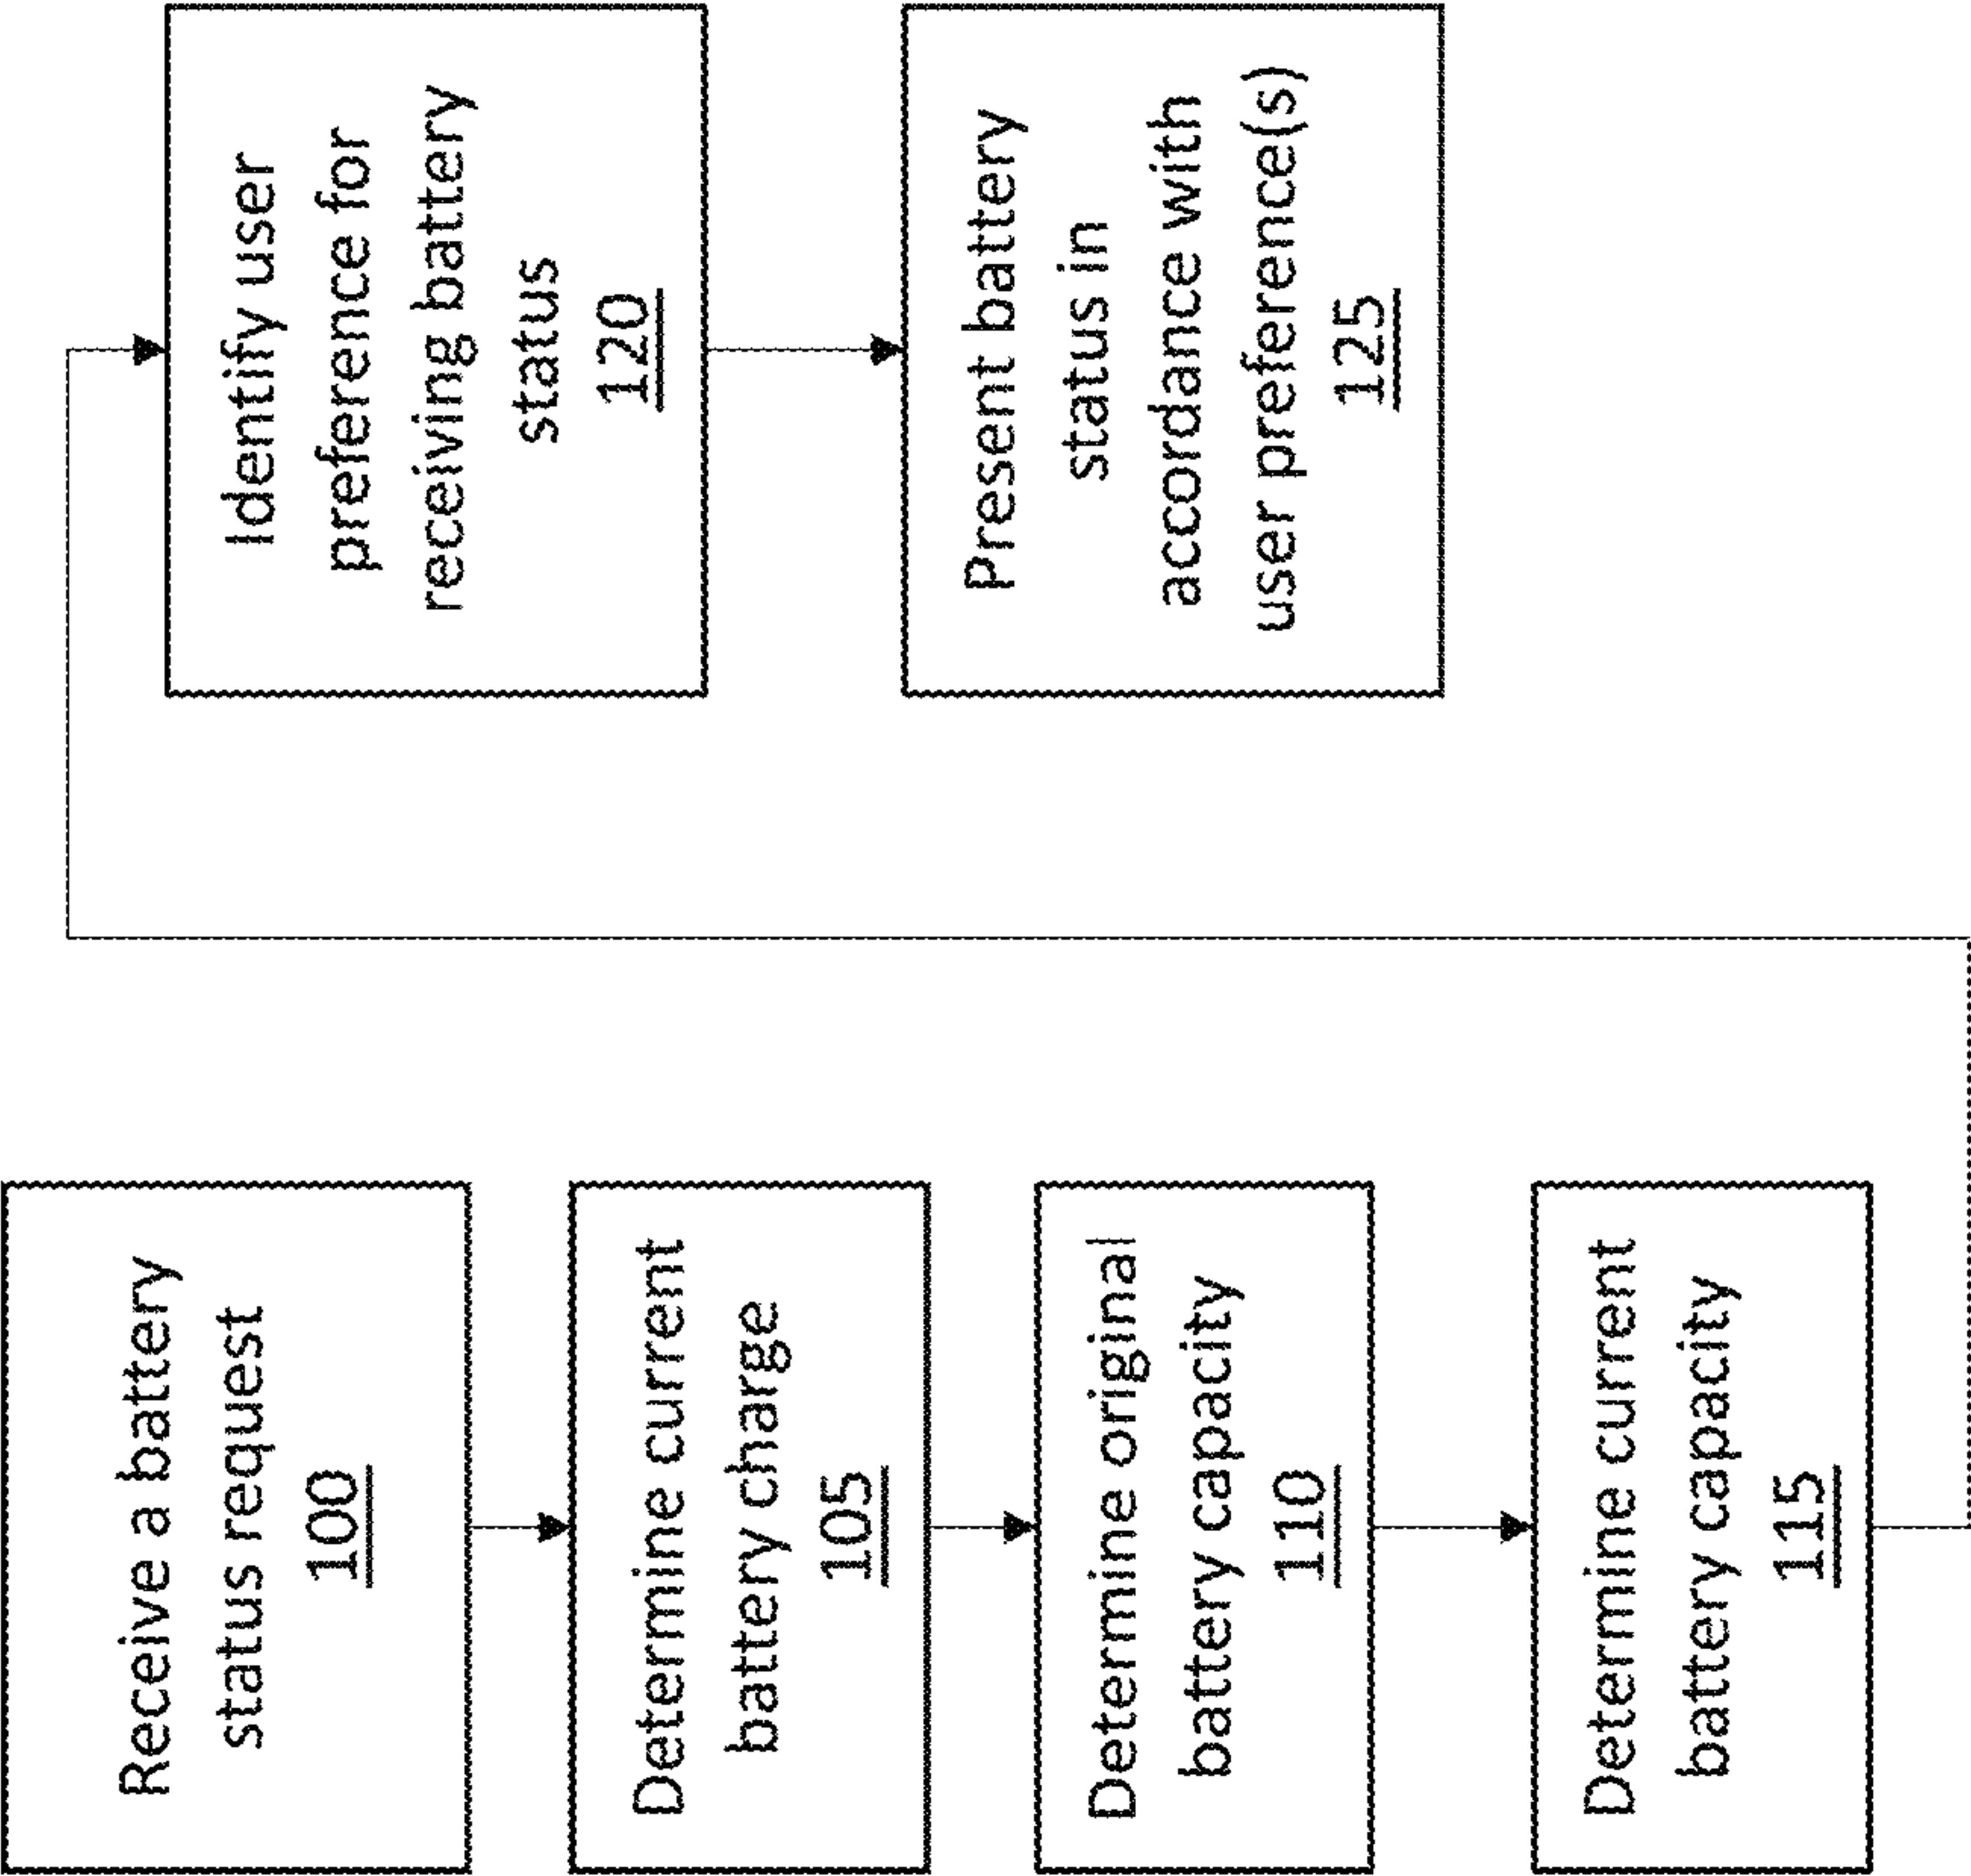 Receive a battery
status request
100
Determine current
battery charge
105
Determine original
battery capacity
110
Determine current
battery capacity
115
Identify user
preference for
receiving battery
status
120
Present battery
status in
accordance with
user preference(s)
125